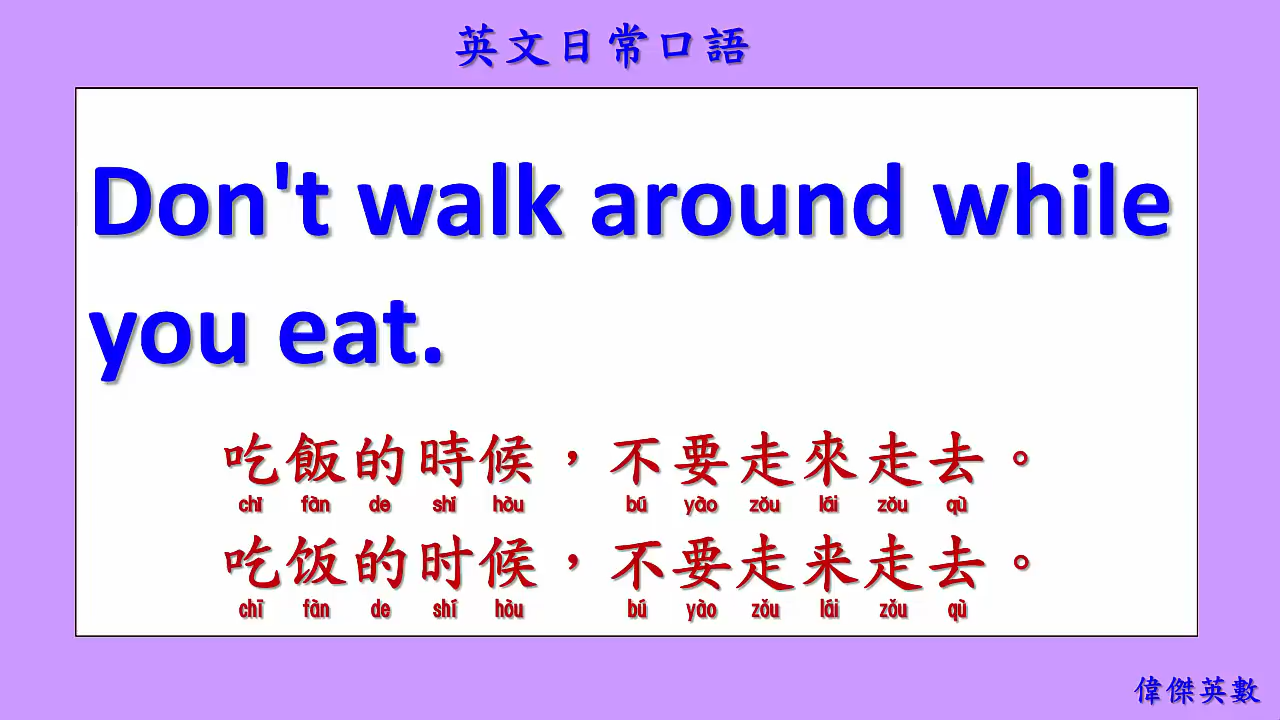 英文日常口語
Don't walk around while
you eat.
吃飯的時候，不要走來走去。
chī fàn de shí hòu bú yào zǒu lái zǒu qù
吃饭的时候，不要走来走去。
chī fàn de shí hòu bú yào zǒu lái zǒu qù
偉傑英數